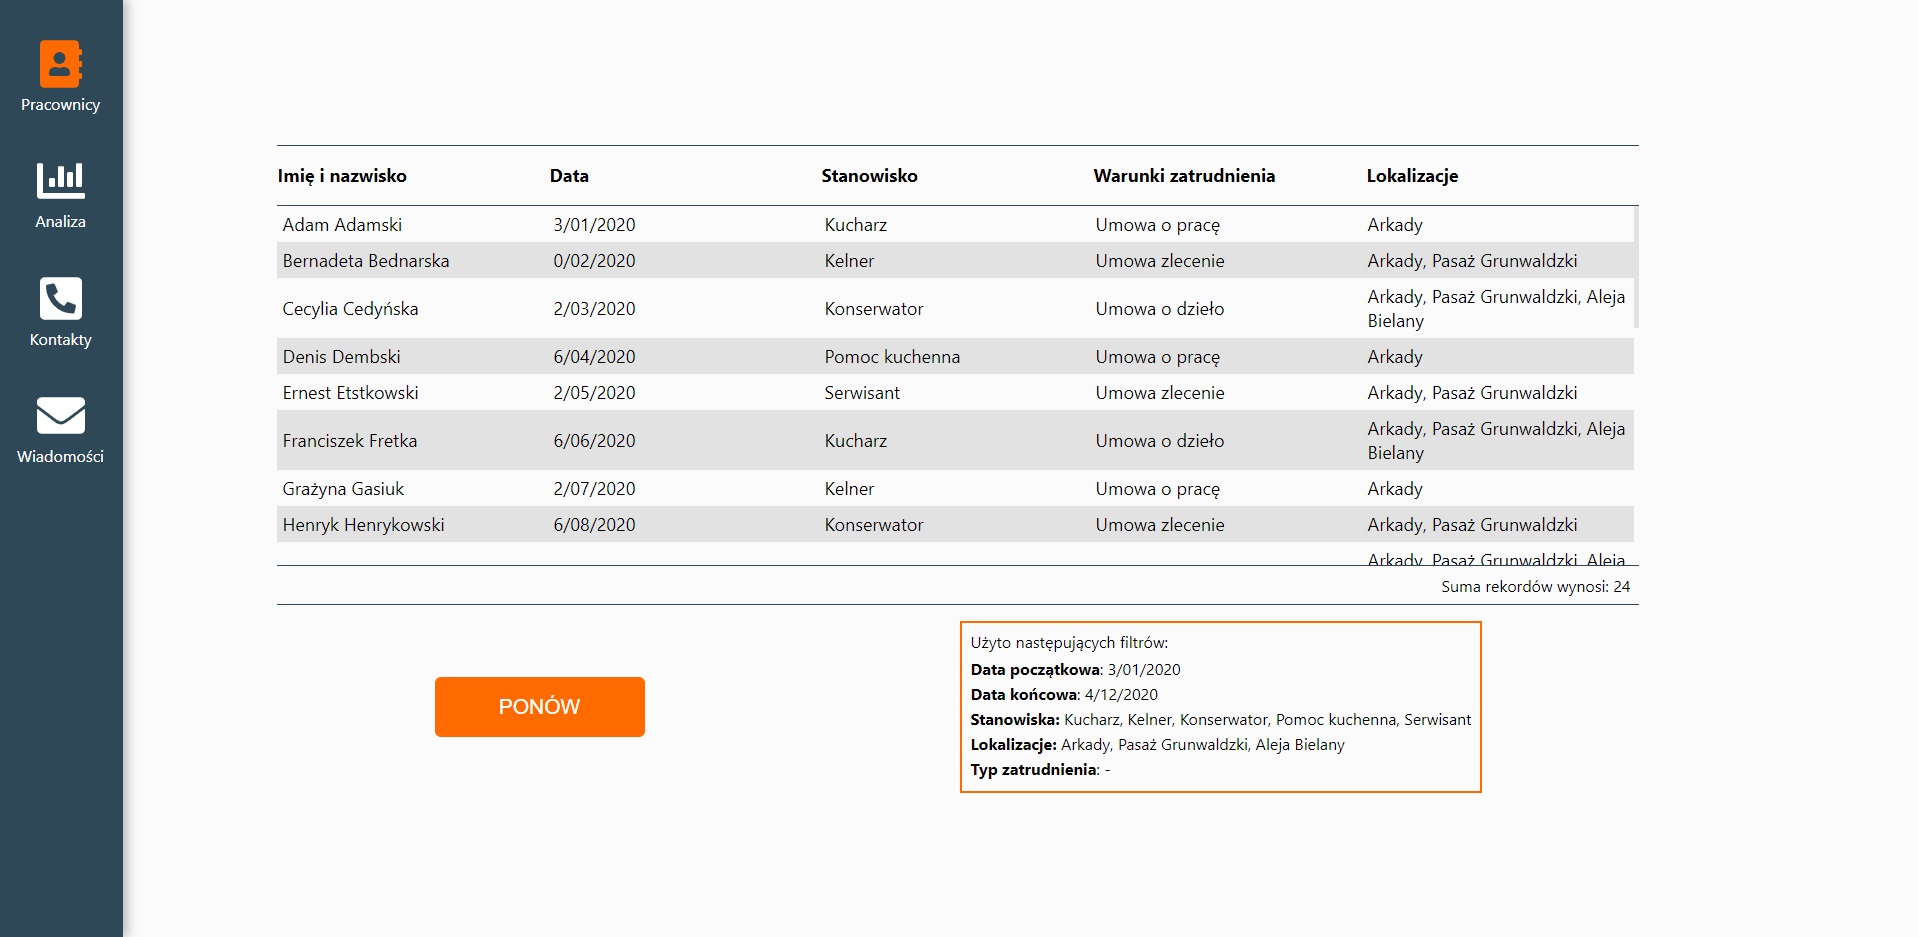 Pracownicy
Analiza
Kontakty
Wiadomości
Imię i nazwisko Data Stanowisko Warunki zatrudnienia Lokalizacje
Adam Adamski 3/01/2020 Kucharz Umowa o pracę Arkady
Bernadeta Bednarska 0/02/2020 Kelner Umowa zlecenie Arkady, Pasaż Grunwaldzki
Cecylia Cedyńska 2/03/2020 Konserwator Umowa o dzieło Arkady, Pasaż Grunwaldzki, Aleja
Bielany
Denis Dembski 6/04/2020 Pomoc kuchenna Umowa o pracę Arkady
Ernest Etstkowski 2/05/2020 Serwisant Umowa zlecenie Arkady, Pasaż Grunwaldzki
Franciszek Fretka 6/06/2020 Kucharz Umowa o dzieło Arkady, Pasaż Grunwaldzki, Aleja
Bielany
Grażyna Gasiuk 2/07/2020 Kelner Umowa o pracę Arkady
Henryk Henrykowski 6/08/2020 Konserwator Umowa zlecenie Arkady, Pasaż Grunwaldzki
Arkady, Pasaż Grunwaldzki, Aleja
Suma rekordów wynosi: 24
Użyto następujących filtrów:
Data początkowa: 3/01/2020
Data końcowa: 4/12/2020
Stanowiska: Kucharz, Kelner, Konserwator, Pomoc kuchenna, Serwisant
Lokalizacje: Arkady, Pasaż Grunwaldzki, Aleja Bielany
Typ zatrudnienia: -
PONÓW